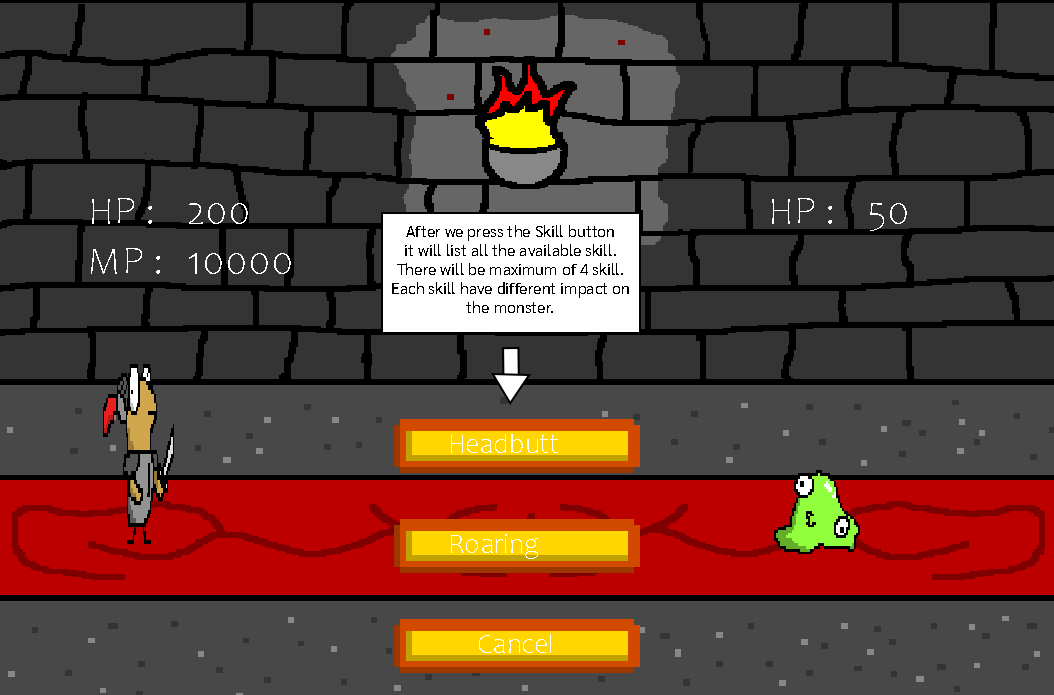 HP: 200
HP: 50
MP: 10000
After we press the Skill button
it will list all the available skill.
There will be maximum of 4 skill.
Each skill have different impact on
the monster.
Headbutt
Roaring
Cancel